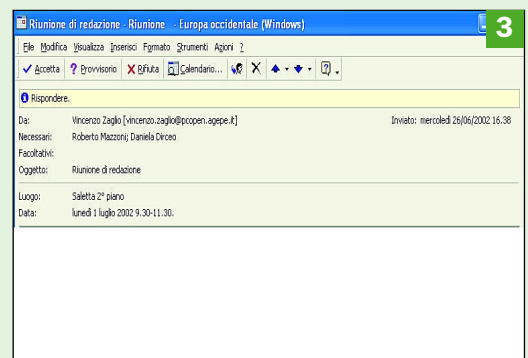 Riunione di redazione - Riunione - Europa occidentale (Windows)
3
File Modifica Visualizza Inserisci Formato Strumenti Azioni ?
Accetta ? Provvisorio Rifiuta Calendario...
Rispondere.
Da: Vincenzo Zaglio [vincenzo.zaglio@pcopen.agepe.it] Inviato: mercoledì 26/06/2002 16.38
Necessari: Roberto Mazzoni; Daniela Dirceo
Facoltativi:
Oggetto: Riunione di redazione
Luogo: Saletta 2° piano
Data: lunedì 1 luglio 2002 9.30-11.30.